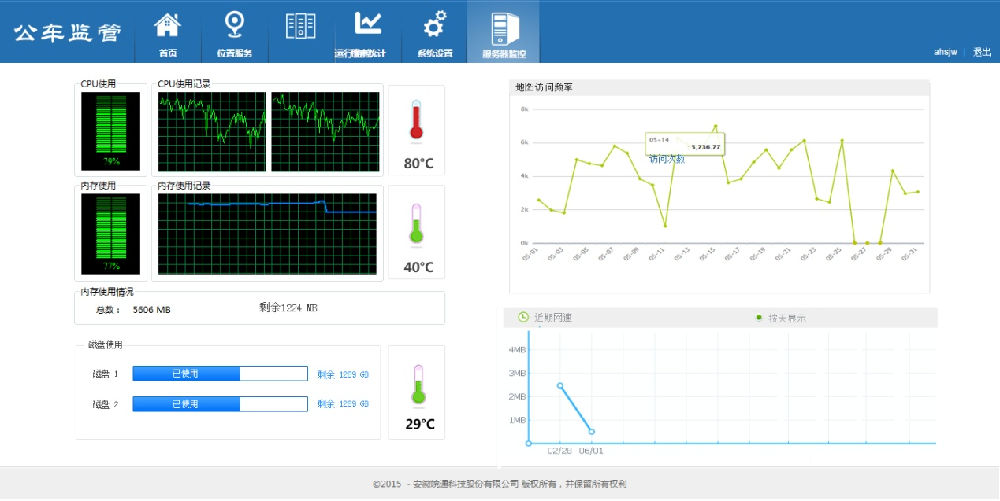 公车监管
首页
位置服务
系统设置
服务器监控
ahsjw | 退出
CPU使用
79%
CPU使用记录
80°C
内存使用
77%
内存使用记录
40°C
内存使用情况
总数： 5606 MB
剩余1224 MB
磁盘使用
磁盘 1 已使用 剩余 1289 GB
磁盘 2 已使用 剩余 1289 GB
29°C
地图访问频率
8k
6k
4k
2k
0k
05-14
: 5,736.77
访问次数
05-01 05-03 05-05 05-07 05-09 05-11 05-13 05-15 05-17 05-19 05-21 05-23 05-25 05-27 05-29 05-31
近期网速
按天显示
4MB
3MB
2MB
1MB
02/28 06/01
©2015 - 安徽皖通科技股份有限公司 版权所有，并保留所有权利